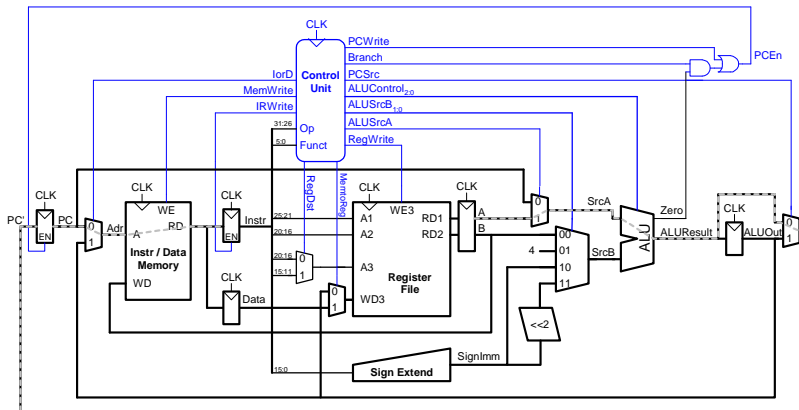 CLK
PCWrite
Branch
PCEn
IorD
Control
Unit
PCSrc
MemWrite
ALUControl2:0
IRWrite
ALUSrcB1:0
31:26
Op
ALUSrcA
5:0
Funct
RegWrite
RegDst
MemtoReg
CLK
CLK
CLK
CLK
CLK
PC'
PC
EN
0
1
Adr
WE
A
RD
Instr / Data
Memory
WD
EN
Instr
25:21
A1
WE3
RD1
A
0
1
SrcA
Zero
CLK
0
1
20:16
A2
RD2
B
00
4
01
10
11
SrcB
ALU
ALUResult
ALUOut
20:16
0
15:11
1
A3
Register
File
CLK
Data
0
1
WD3
<<2
SignImm
15:0
Sign Extend